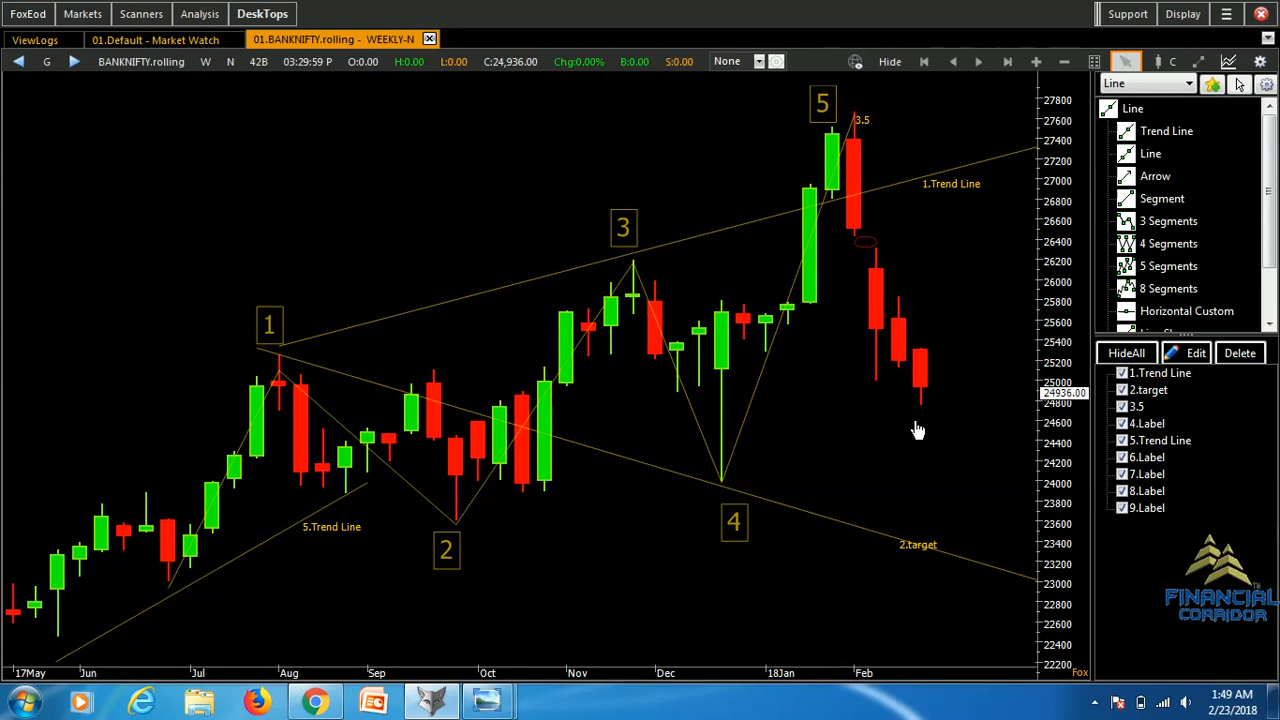 FoxEod Markets Scanners Analysis DeskTops Support Display
ViewLogs 01.Default - Market Watch 01.BANKNIFTY.rolling - WEEKLY-N
G BANKNIFTY.rolling W N 42B 03:29:59 P O:0.00 H:0.00 L:0.00 C:24,936.00 Chg:0.00% B:0.00 S:0.00 None Hide C
Line
Line
Trend Line
Line
Arrow
Segment
3 Segments
4 Segments
5 Segments
8 Segments
Horizontal Custom
HideAll Edit Delete
1.Trend Line
2.target
3.5
4.Label
5.Trend Line
6.Label
7.Label
8.Label
9.Label
FINANCIAL
CORRIDOR
TM
5
3.5
1.Trend Line
3
1
5.Trend Line
2
4
2.target
27800
27600
27400
27200
27000
26800
26600
26400
26200
26000
25800
25600
25400
25200
25000
24936.00
24800
24600
24400
24200
24000
23800
23600
23400
23200
23000
22800
22600
22400
22200
17May Jun Jul Aug Sep Oct Nov Dec 18Jan Feb Fox
1:49 AM
2/23/2018